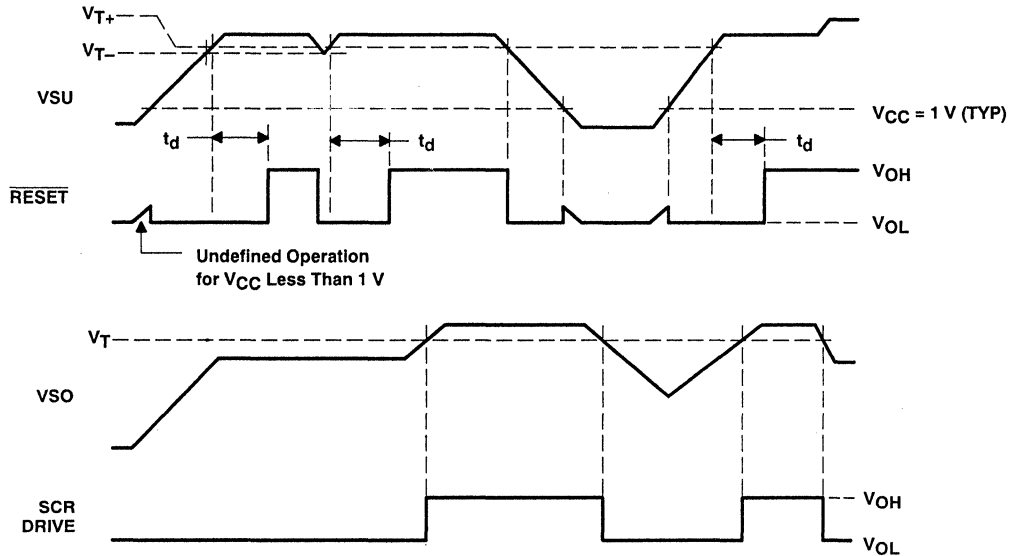 VT+
VT–
VSU
VCC = 1 V (TYP)
td
td
td
VOH
RESET
VOL
Undefined Operation
for VCC Less Than 1 V
VT
VSO
SCR
DRIVE
VOH
VOL